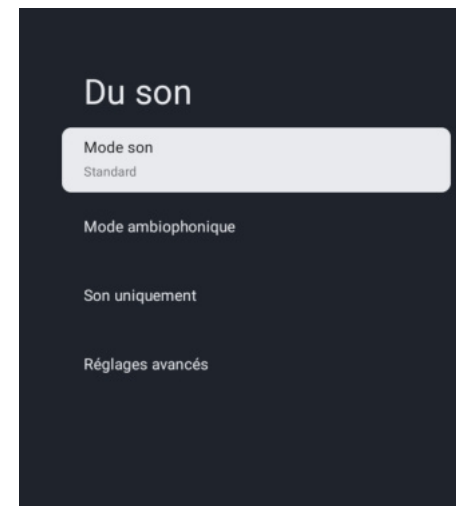 Du son
Mode son
Standard
Mode ambiophonique
Son uniquement
Réglages avancés